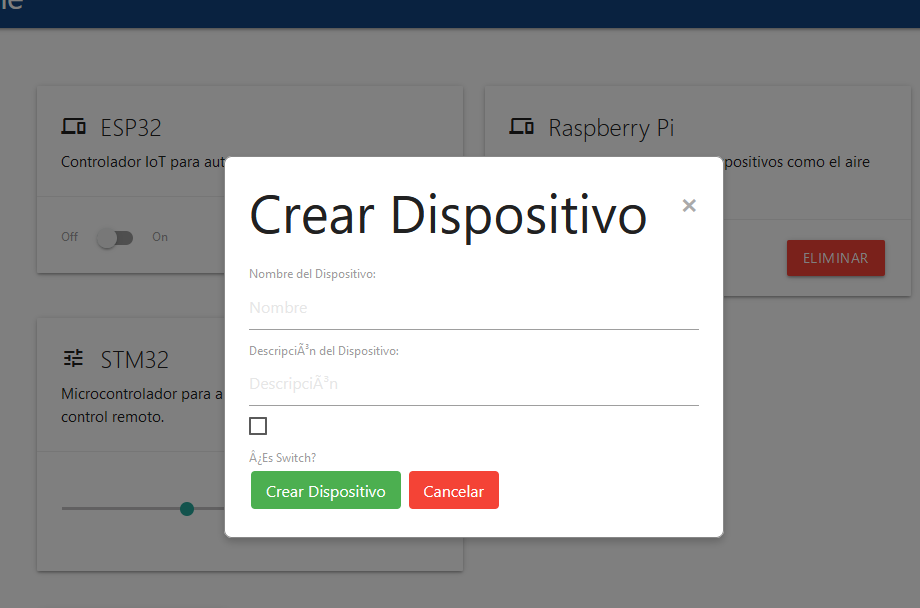 ESP32
Controlador IoT para
Raspberry Pi
positivos como el aire
Off
On
ELIMINAR
STM32
Microcontrolador para a
control remoto.
Crear Dispositivo
×
Nombre del Dispositivo:
Nombre
DescripciÃ³n del Dispositivo:
DescripciÃ³n
Â¿Es Switch?
Crear Dispositivo
Cancelar